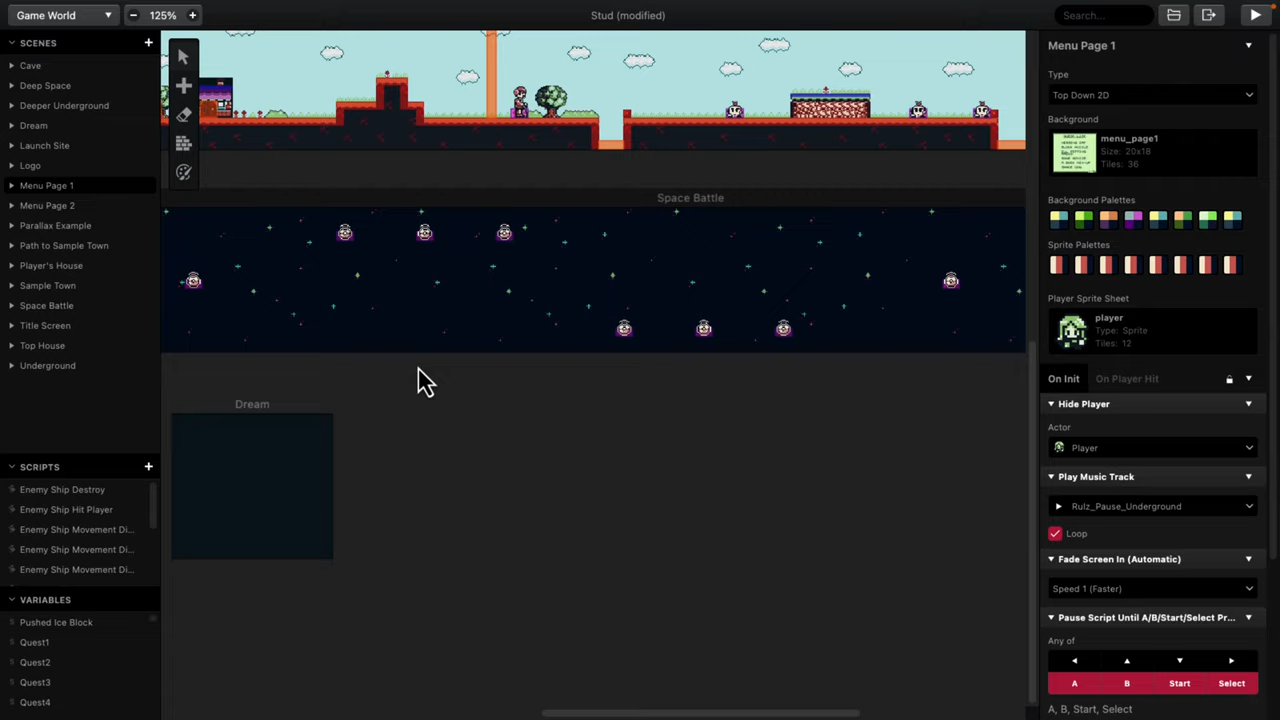 Game World
125%
Stud (modified)
Search...
SCENES
Cave
Deep Space
Deeper Underground
Dream
Launch Site
Logo
Menu Page 1
Menu Page 2
Parallax Example
Path to Sample Town
Player's House
Sample Town
Space Battle
Title Screen
Top House
Underground
SCRIPTS
Enemy Ship Destroy
Enemy Ship Hit Player
Enemy Ship Movement Di...
Enemy Ship Movement Di...
Enemy Ship Movement Di...
VARIABLES
Pushed Ice Block
Quest1
Quest2
Quest3
Quest4
Space Battle
Dream
Menu Page 1
Type
Top Down 2D
Background
menu_page1
Size: 20x18
Tiles: 36
Background Palettes
Sprite Palettes
Player Sprite Sheet
player
Type: Sprite
Tiles: 12
On Init
On Player Hit
Hide Player
Actor
Player
Play Music Track
Rulz_Pause_Underground
Loop
Fade Screen In (Automatic)
Speed 1 (Faster)
Pause Script Until A/B/Start/Select Pr...
Any of
A B Start Select
A, B, Start, Select